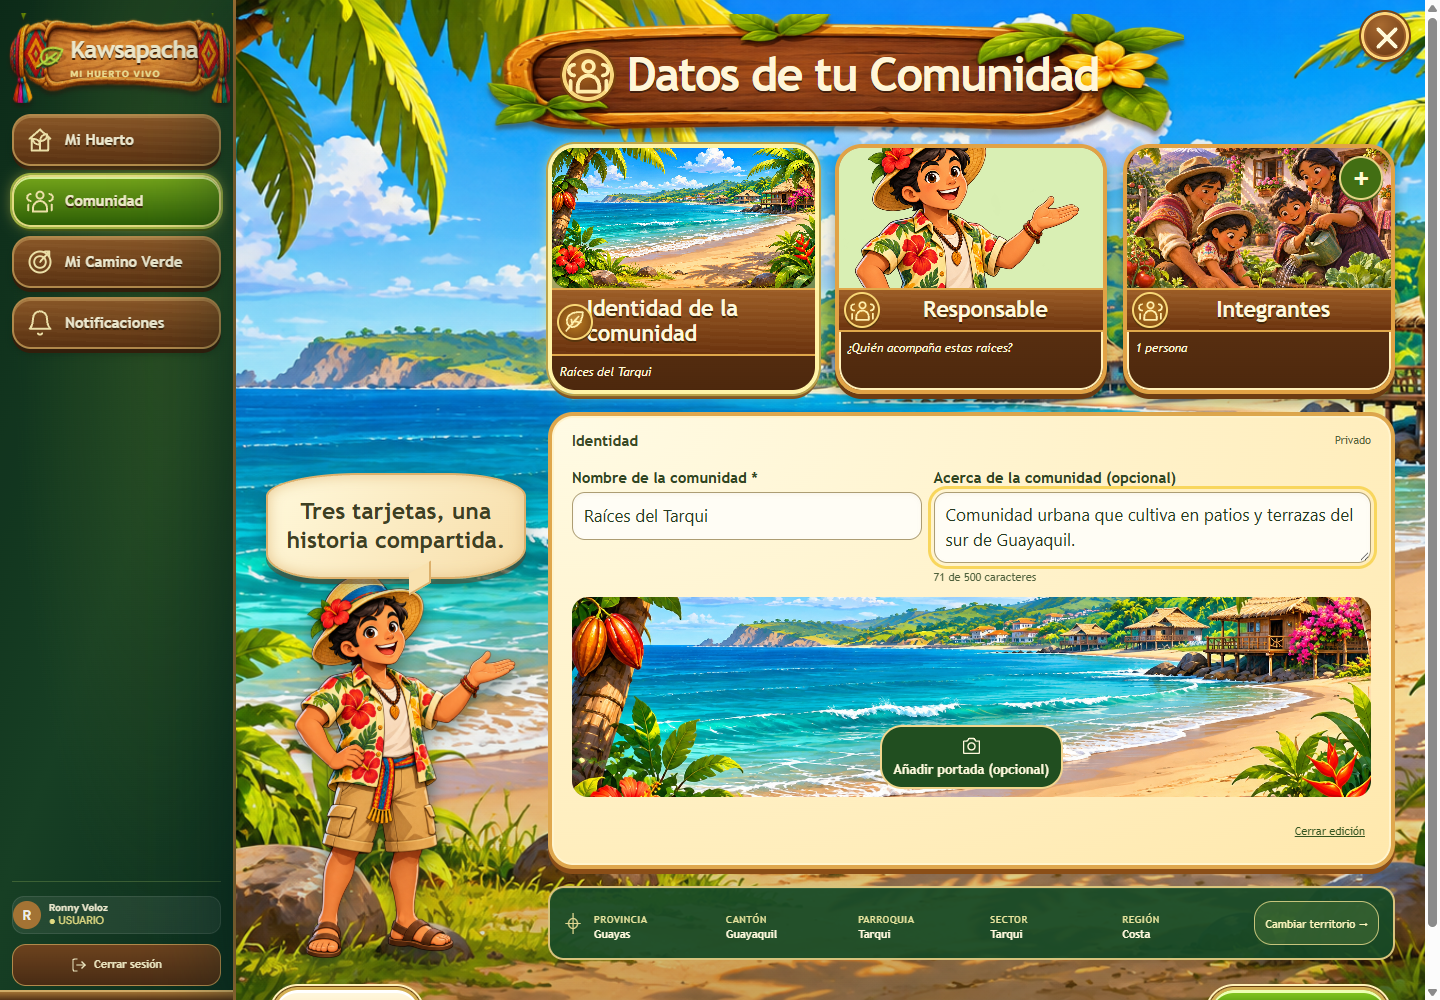 Kawsapacha
MI HUERTO VIVO
Mi Huerto
Comunidad
Mi Camino Verde
Notificaciones
R
Ronny Veloz
● USUARIO
Cerrar sesión
Datos de tu Comunidad
Identidad de la
comunidad
Raíces del Tarqui
Responsable
¿Quién acompaña estas raíces?
+
Integrantes
1 persona
Tres tarjetas, una
historia compartida.
Identidad
Privado
Nombre de la comunidad *
Raíces del Tarqui
Acerca de la comunidad (opcional)
Comunidad urbana que cultiva en patios y terrazas del
sur de Guayaquil.
71 de 500 caracteres
Añadir portada (opcional)
Cerrar edición
PROVINCIA
Guayas
CANTÓN
Guayaquil
PARROQUIA
Tarqui
SECTOR
Tarqui
REGIÓN
Costa
Cambiar territorio →